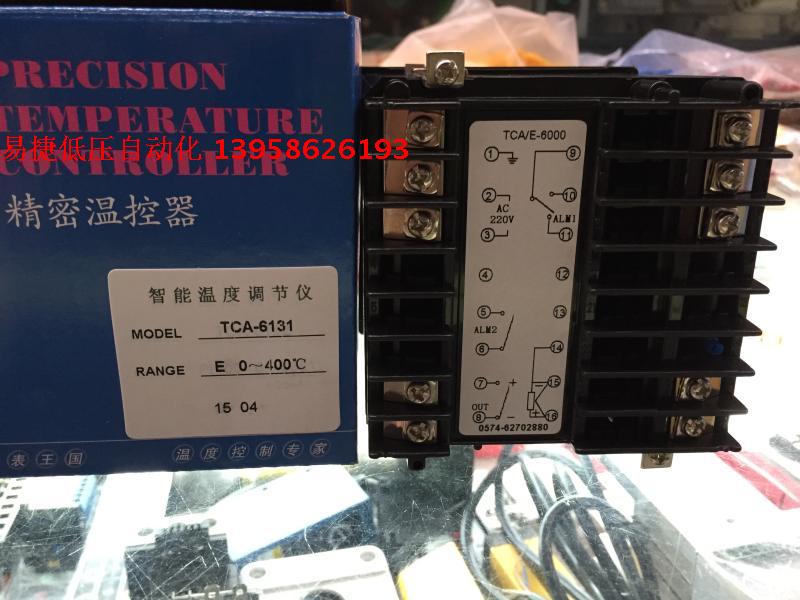 PRECISION
TEMPERATURE
易捷低压自动化 13958626193
CONTROLLER
精密温控器
智能温度调节仪
MODEL TCA-6131
RANGE E 0～400℃
15 04
表王国 温度控制专家
TCA/E-6000
1 9
2 AC 10
220V ALM1
3 11
4 12
5 13
ALM2
6 14
7 + 15
OUT
8 - 16
0574-62702880